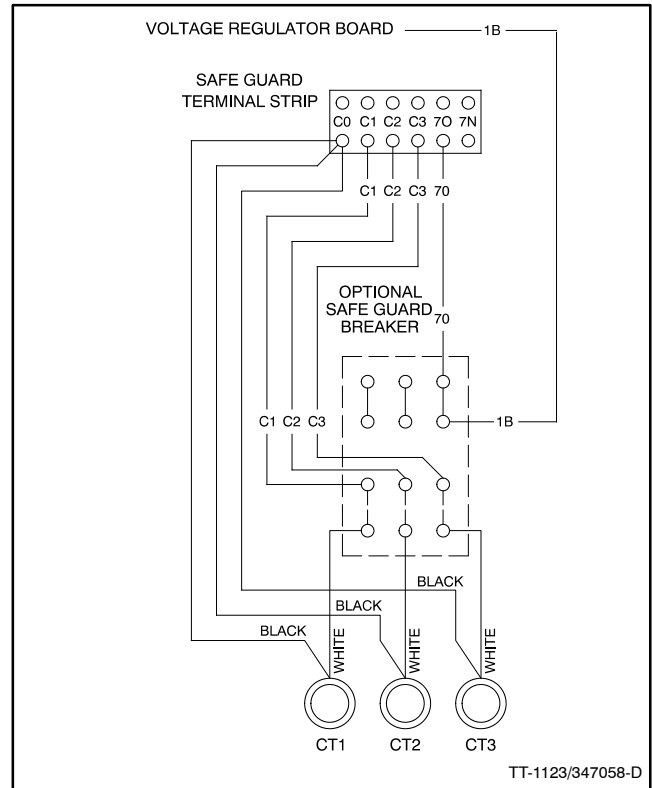 VOLTAGE REGULATOR BOARD
1B
SAFE GUARD
TERMINAL STRIP
C0 C1 C2 C3 7O 7N
C1 C2 C3 70
OPTIONAL
SAFE GUARD
BREAKER
70
C1 C2 C3
1B
BLACK
BLACK
BLACK
WHITE
WHITE
WHITE
CT1
CT2
CT3
TT-1123/347058-D